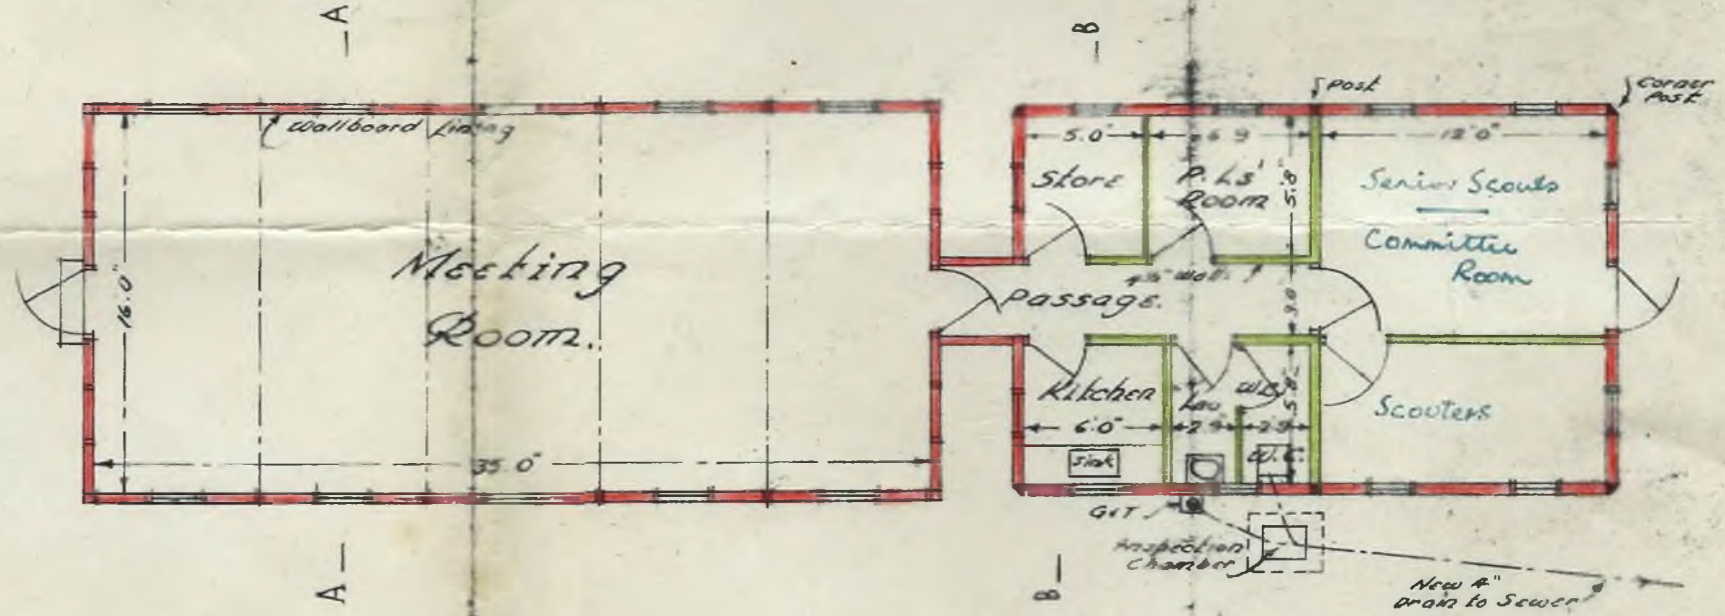 A
B
Post
Corner
Post
Wallboard Lining
5.0"
6 9
12'0"
Store
P. Ls'
Room
5'.8"
Senior Scouts
Committee
Room
16.0"
Meeting
Room.
4½" Wall
Passage.
3.0"
Kitchen
Lav
W.C.
5.8"
Scouters
6'0"
2'9"
2'9
35.0"
Sink
W.C.
G&T
Inspection
Chamber
A
B
New 4"
Drain to Sewer